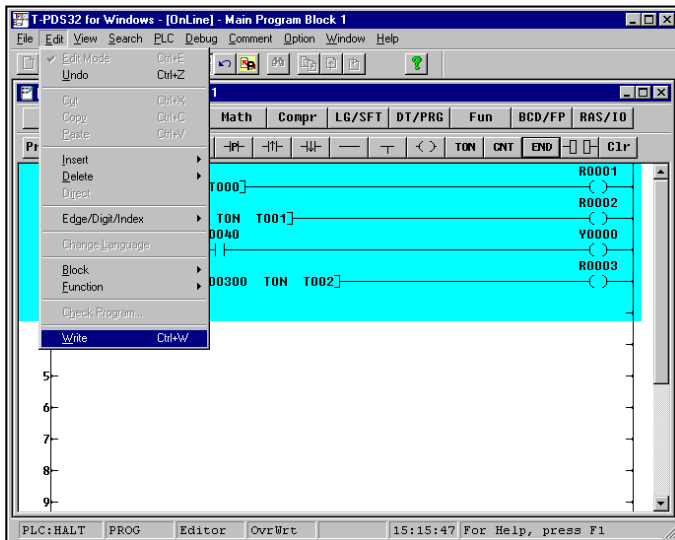 T-PDS32 for Windows - [OnLine] - Main Program Block 1
File Edit View Search PLC Debug Comment Option Window Help
Edit Mode Ctrl+E
Undo Ctrl+Z
Cut Ctrl+X
Copy Ctrl+C
Paste Ctrl+V
Insert
Delete
Direct
Edge/Digit/Index
Change Language
Block
Function
Check Program...
Write Ctrl+W
1
Math Compr LG/SFT DT/PRG Fun BCD/FP RAS/IO
Pr P TON CNT END Clr
R0001
T000]
R0002
TON T001]
0040 Y0000
R0003
00300 TON T002]
5
6
7
8
9
PLC:HALT PROG Editor OvrWrt 15:15:47 For Help, press F1